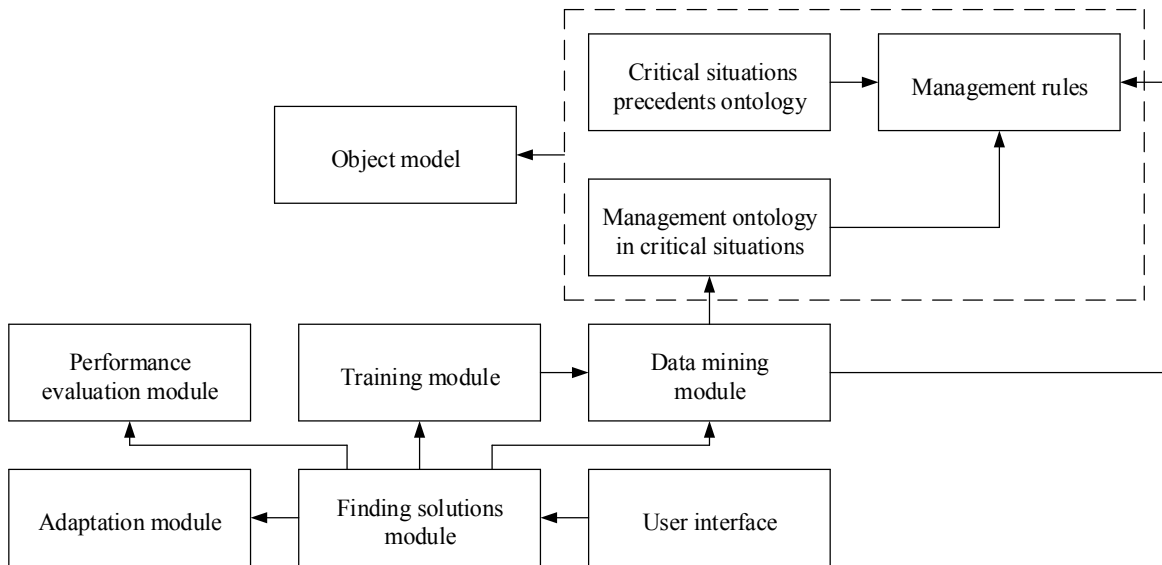 Critical situations
precedents ontology
Management rules
Object model
Management ontology
in critical situations
Performance
evaluation module
Training module
Data mining
module
Adaptation module
Finding solutions
module
User interface